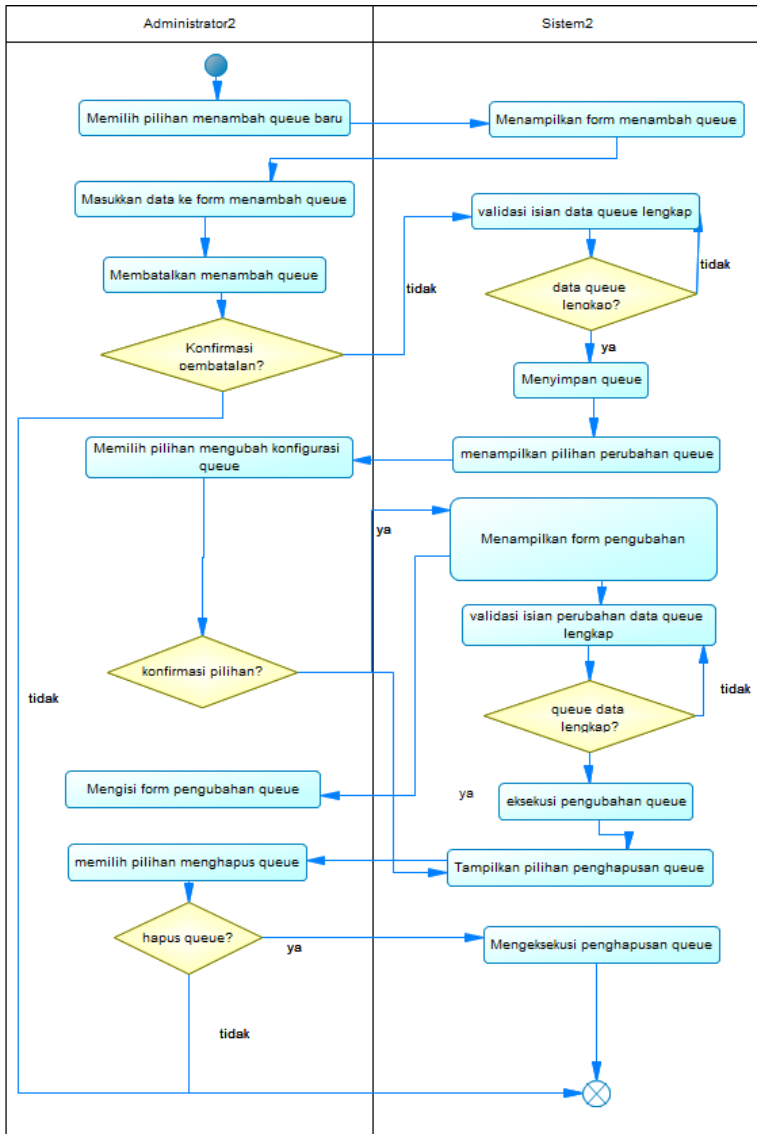 Administrator2
Sistem2
Memilih pilihan menambah queue baru
Menampilkan form menambah queue
Masukkan data ke form menambah queue
validasi isian data queue lengkap
Membatalkan menambah queue
tidak
tidak
data queue
lengkap?
Konfirmasi
pembatalan?
ya
Menyimpan queue
Memilih pilihan mengubah konfigurasi
queue
menampilkan pilihan perubahan queue
ya
Menampilkan form pengubahan
validasi isian perubahan data queue
lengkap
konfirmasi pilihan?
tidak
tidak
queue data
lengkap?
Mengisi form pengubahan queue
ya
eksekusi pengubahan queue
memilih pilihan menghapus queue
Tampilkan pilihan penghapusan queue
hapus queue?
ya
Mengeksekusi penghapusan queue
tidak